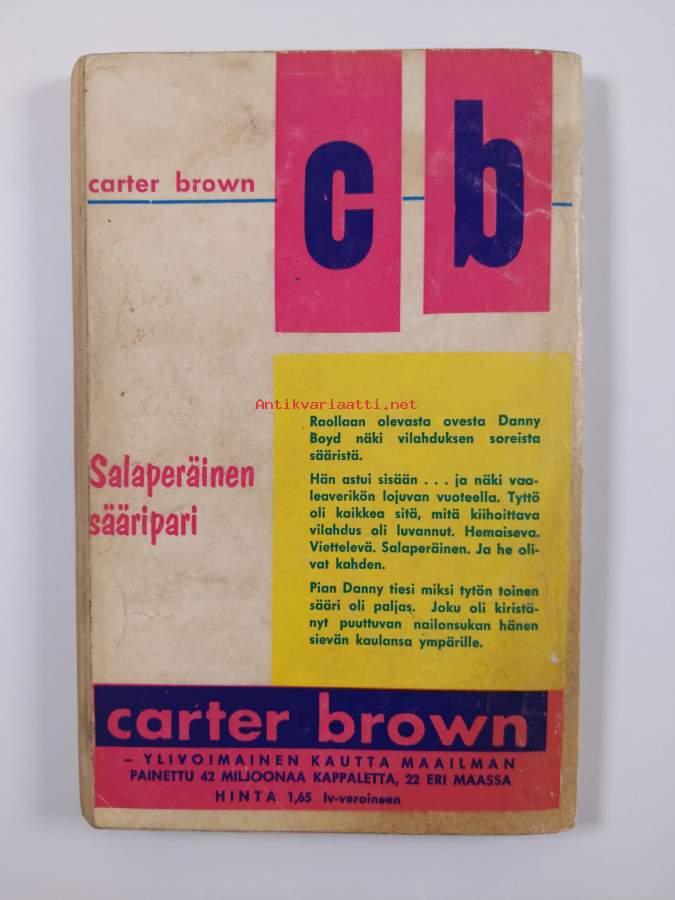 c b
carter brown
Salaperäinen
sääripari
Antikvariaatti.net
Raollaan olevasta ovesta Danny
Boyd näki vilahduksen soreista
sääristä.
Hän astui sisään . . . ja näki vaa-
leaverikön lojuvan vuoteella. Tyttö
oli kaikkea sitä, mitä kiihoittava
vilahdus oli luvannut. Hemaiseva.
Viettelevä. Salaperäinen. Ja he oli-
vat kahden.
Pian Danny tiesi miksi tytön toinen
sääri oli paljas. Joku oli kiristä-
nyt puuttuvan nailonsukan hänen
sievän kaulansa ympärille.
carter brown
– YLIVOIMAINEN KAUTTA MAAILMAN
PAINETTU 42 MILJOONAA KAPPALETTA, 22 ERI MAASSA
HINTA 1,65 lv-veroineen